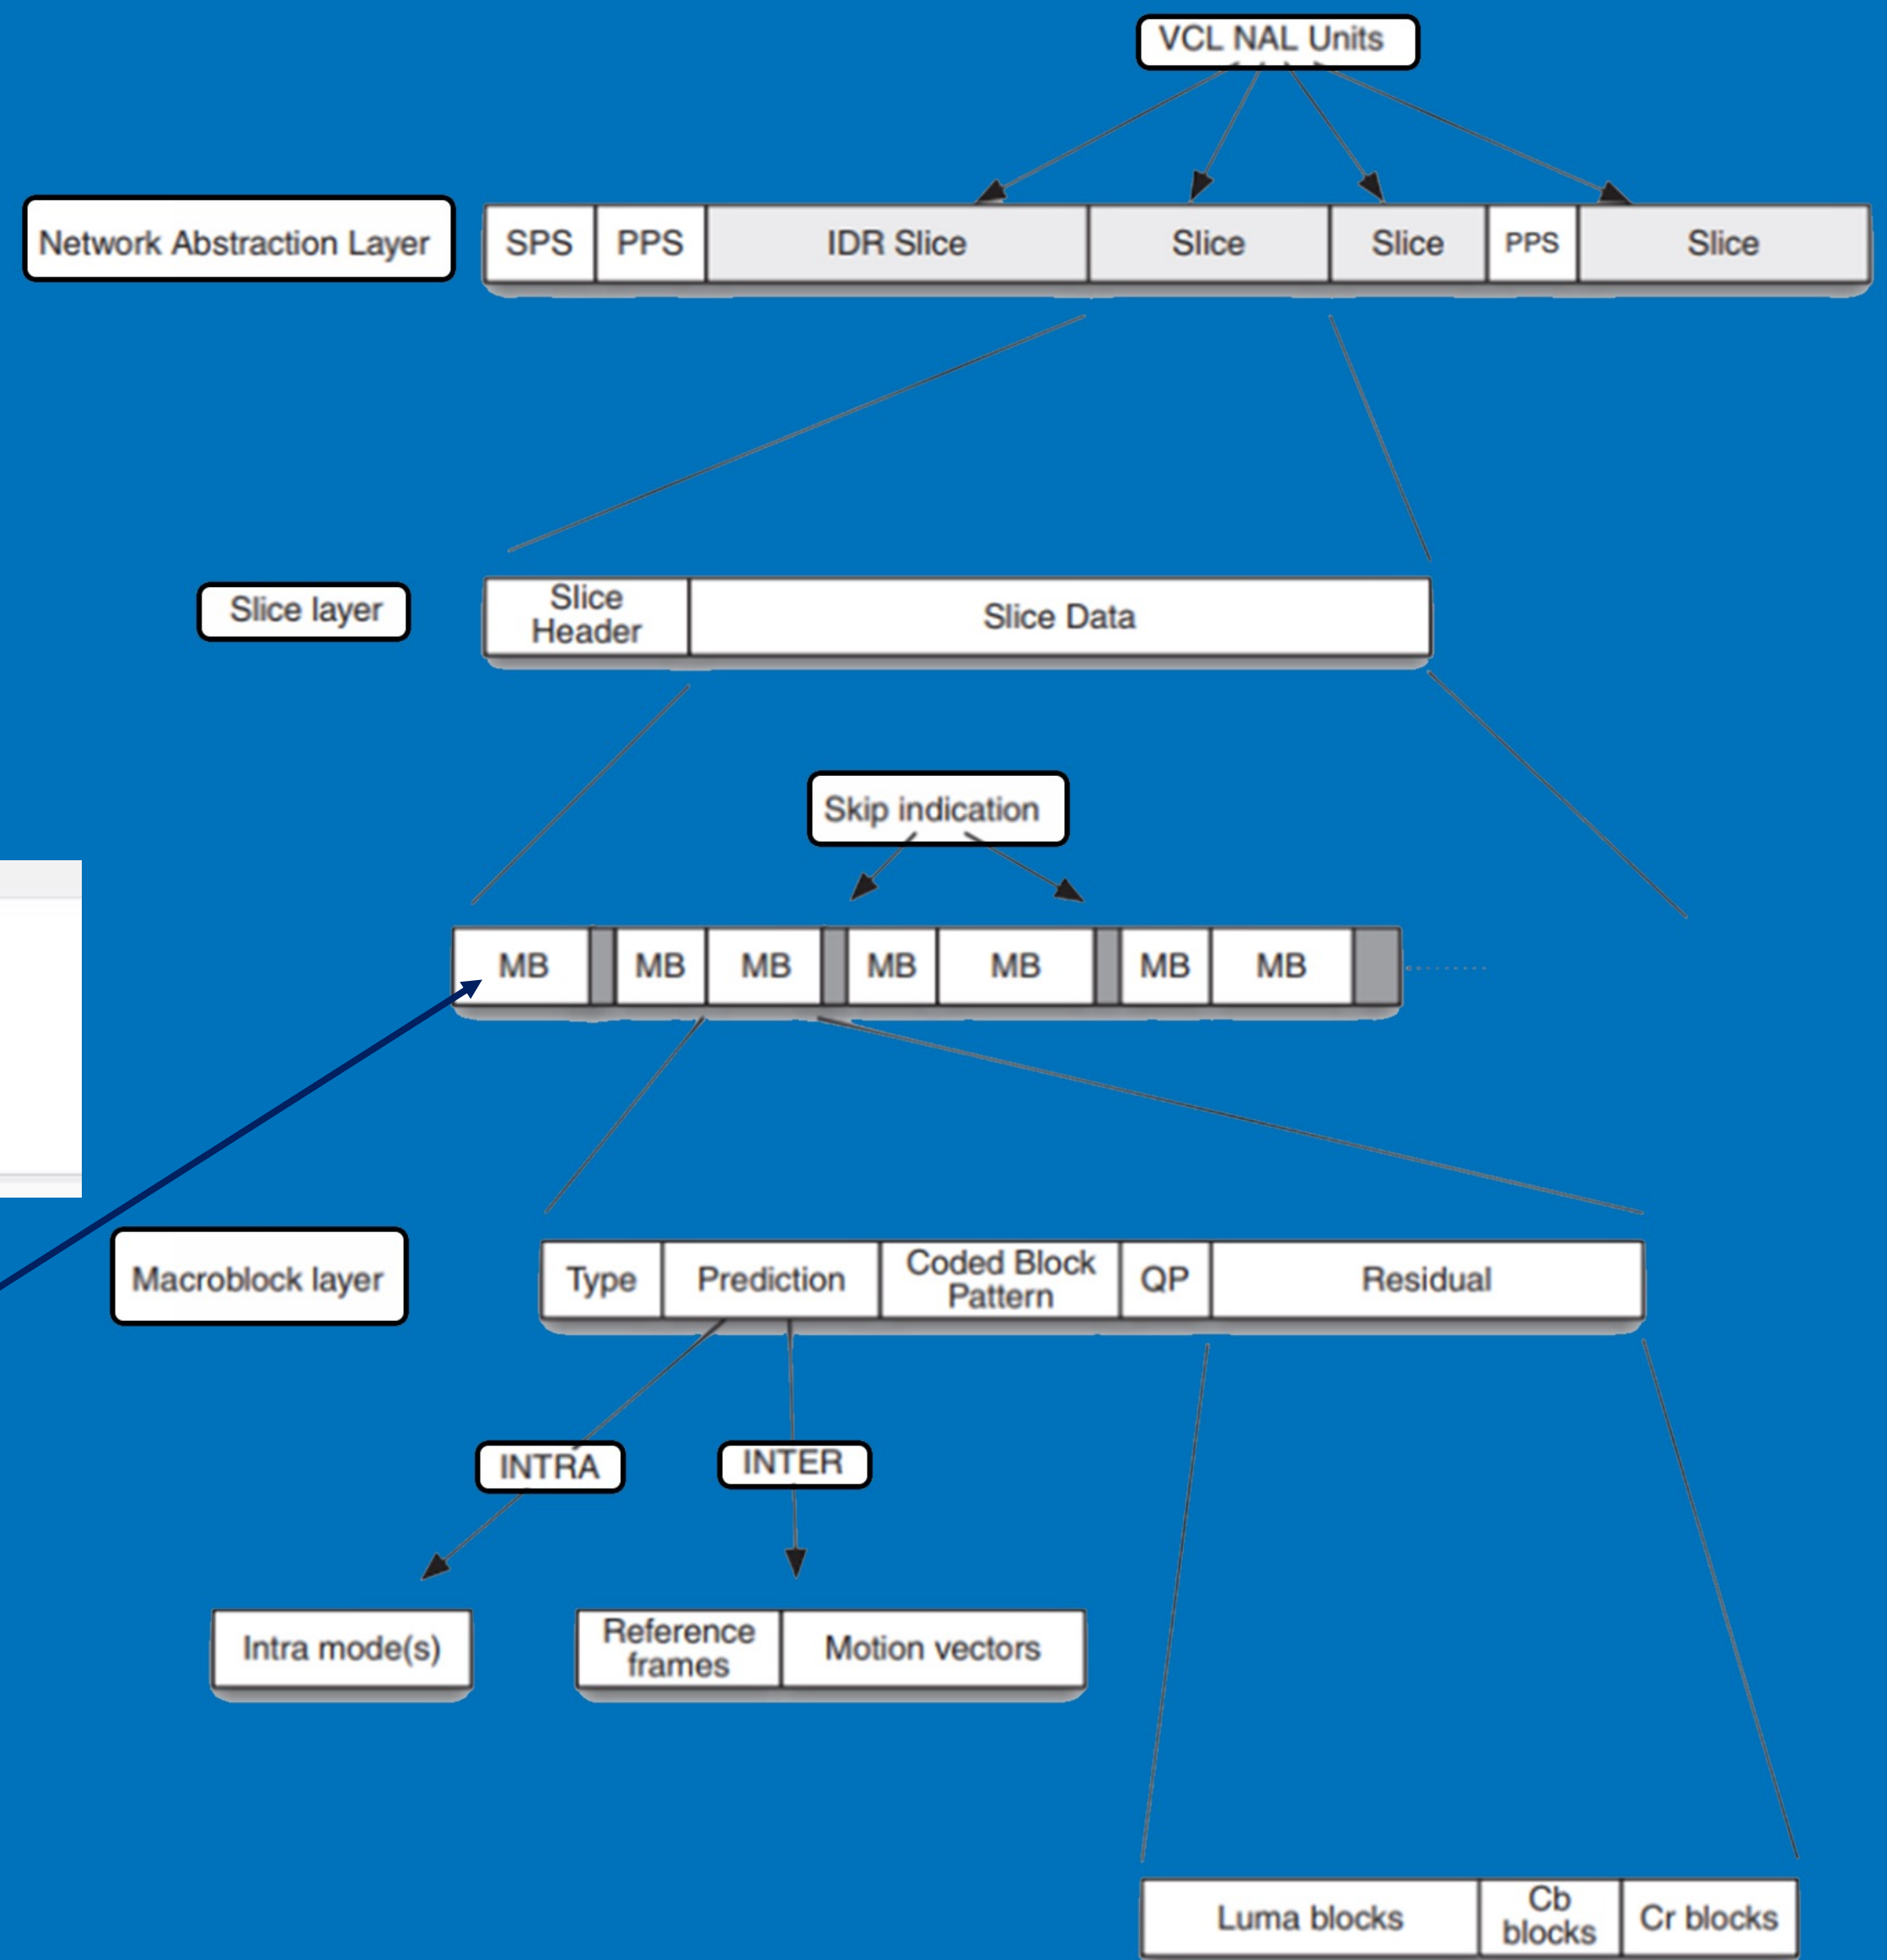 VCL NAL Units
Network Abstraction Layer
SPS PPS IDR Slice Slice Slice PPS Slice
Slice layer
Slice
Header
Slice Data
Skip indication
MB MB MB MB MB MB MB
Macroblock layer
Type
Prediction
Coded Block
Pattern
QP
Residual
INTRA
INTER
Intra mode(s)
Reference
frames
Motion vectors
Luma blocks
Cb
blocks
Cr blocks